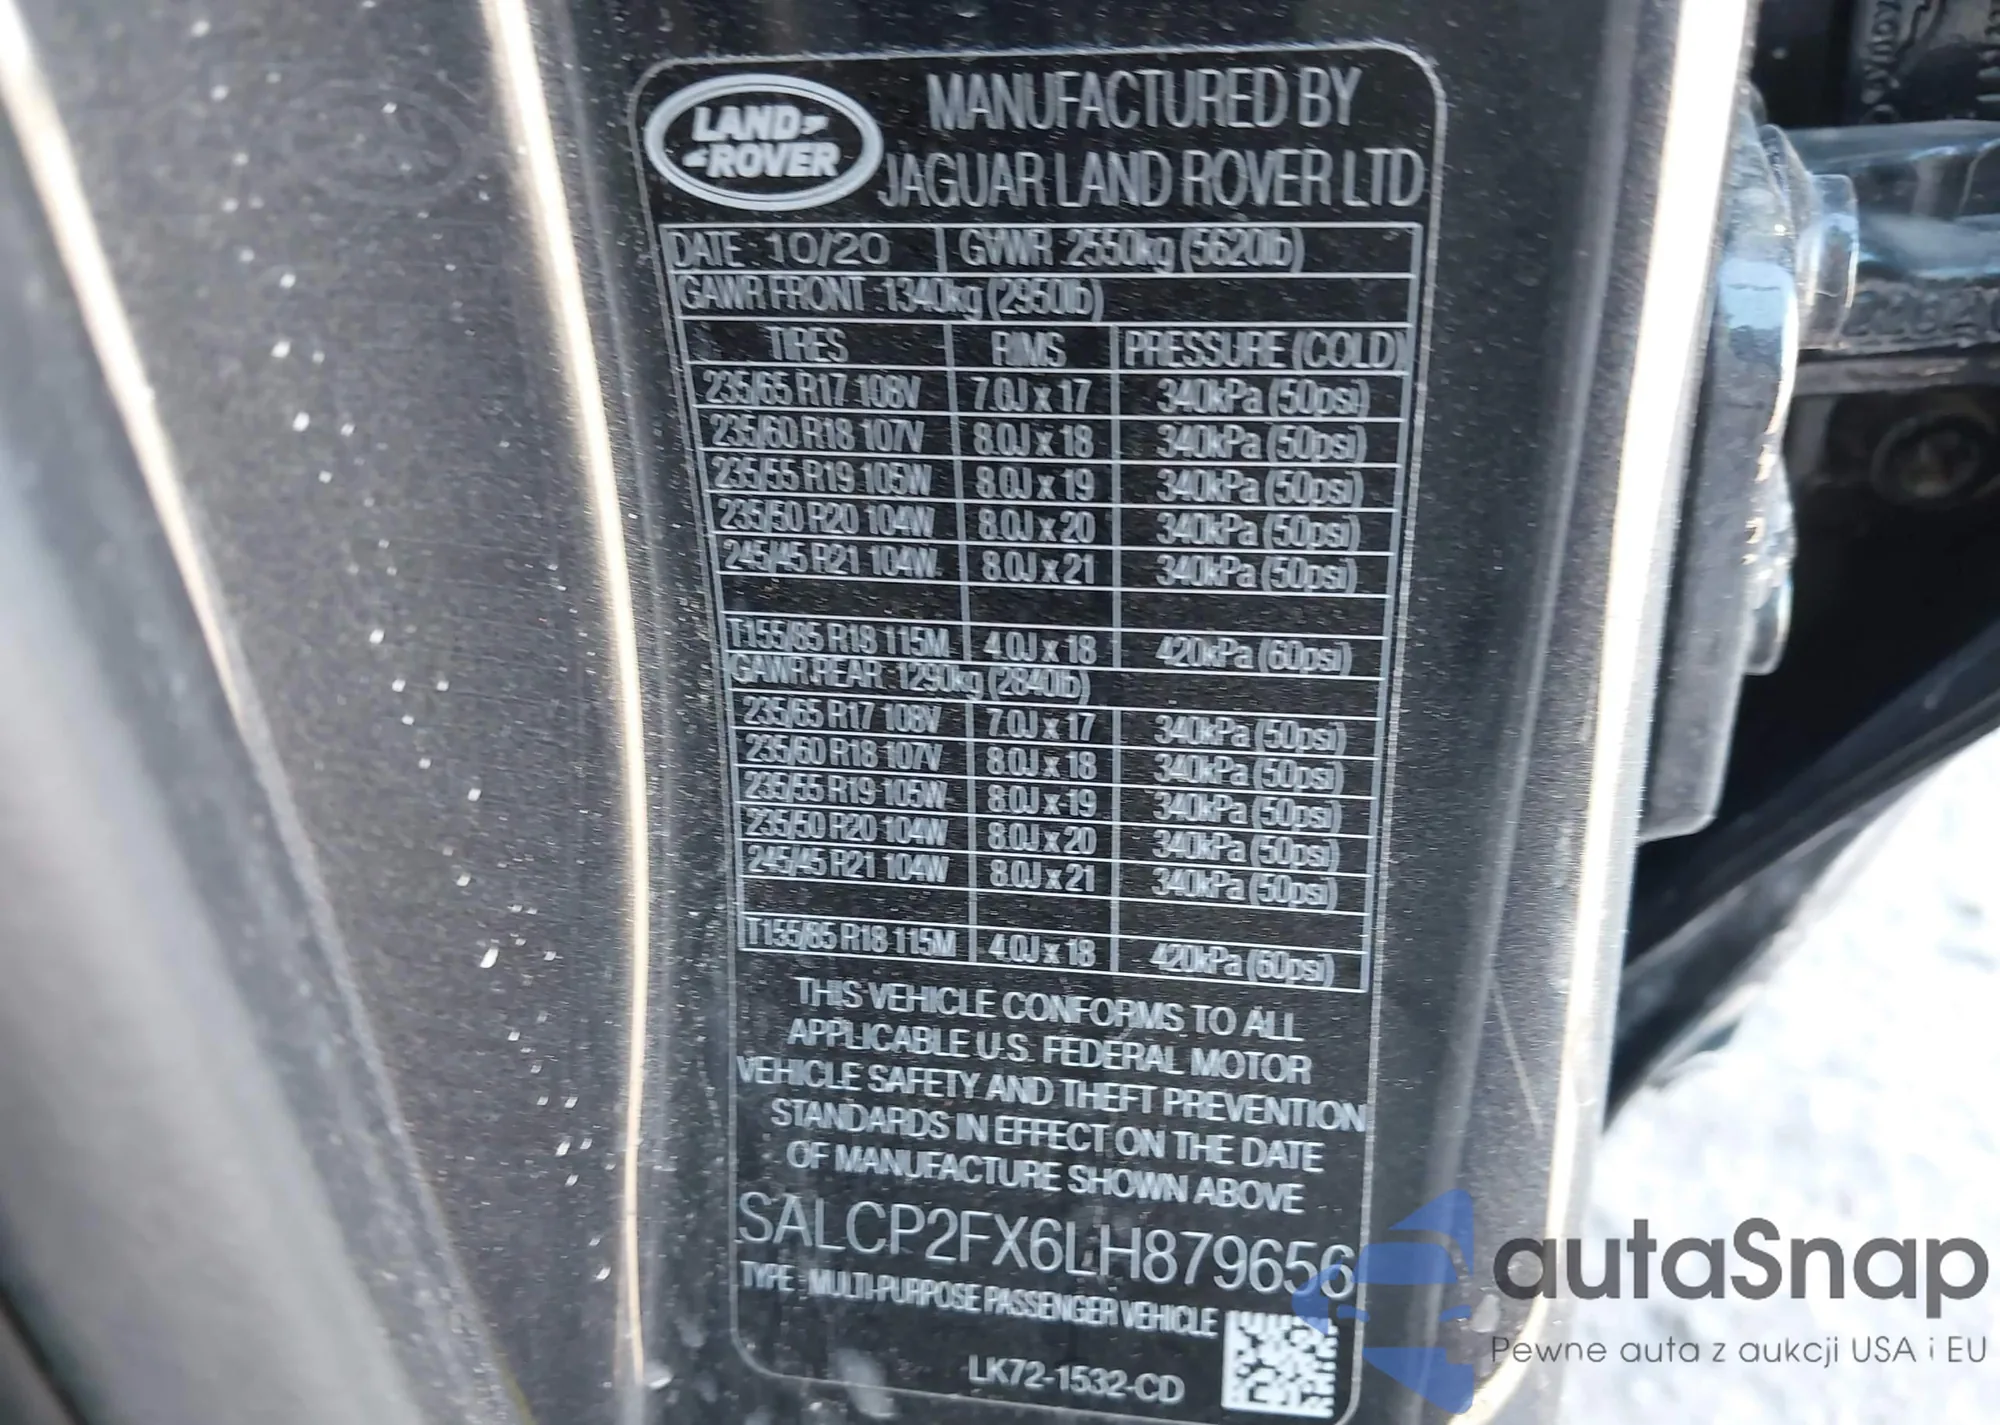 LAND ROVER
MANUFACTURED BY
JAGUAR LAND ROVER LTD
DATE : 10/20 GVWR :2550kg (5620lb)
GAWR FRONT :1340kg (2950lb)
TIRES RIMS PRESSURE (COLD)
235/65 R17 108V 7.0J x 17 340kPa (50psi)
235/60 R18 107V 8.0J x 18 340kPa (50psi)
235/55 R19 105W 8.0J x 19 340kPa (50psi)
235/50 R20 104W 8.0J x 20 340kPa (50psi)
245/45 R21 104W 8.0J x 21 340kPa (50psi)
T155/85 R18 115M 4.0J x 18 420kPa (60psi)
GAWR REAR :1290kg (2840lb)
235/65 R17 108V 7.0J x 17 340kPa (50psi)
235/60 R18 107V 8.0J x 18 340kPa (50psi)
235/55 R19 105W 8.0J x 19 340kPa (50psi)
235/50 R20 104W 8.0J x 20 340kPa (50psi)
245/45 R21 104W 8.0J x 21 340kPa (50psi)
T155/85 R18 115M 4.0J x 18 420kPa (60psi)
THIS VEHICLE CONFORMS TO ALL
APPLICABLE U.S. FEDERAL MOTOR
VEHICLE SAFETY AND THEFT PREVENTION
STANDARDS IN EFFECT ON THE DATE
OF MANUFACTURE SHOWN ABOVE
SALCP2FX6LH879656
TYPE : MULTI-PURPOSE PASSENGER VEHICLE
LK72-1532-CD
autaSnap
Pewne auta z aukcji USA i EU